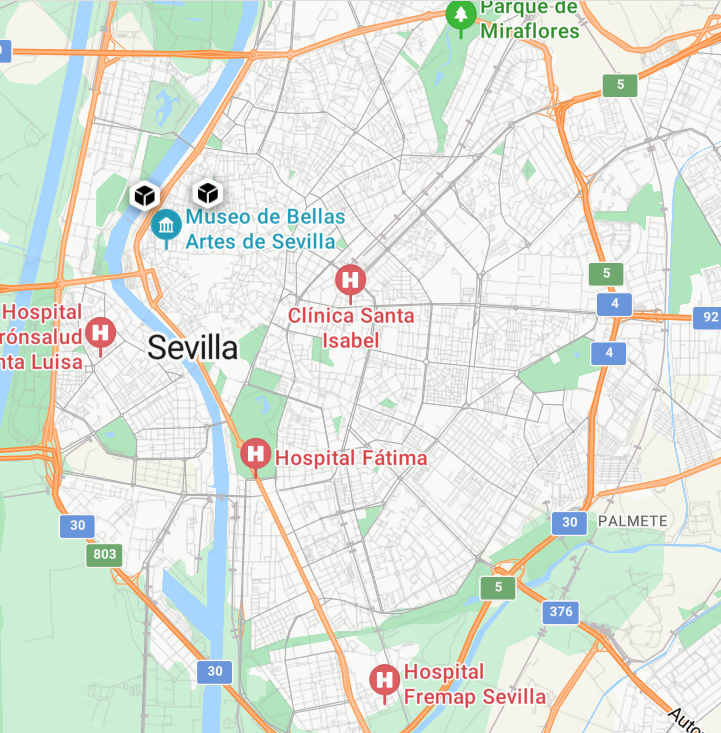 Parque de
Miraflores
5
Museo de Bellas
Artes de Sevilla
5
4
92
Hospital
rónsalud
nta Luisa
H
H
Clínica Santa
Isabel
Sevilla
4
H
Hospital Fátima
30
30
PALMETE
803
5
376
30
H
Hospital
Fremap Sevilla
Auto